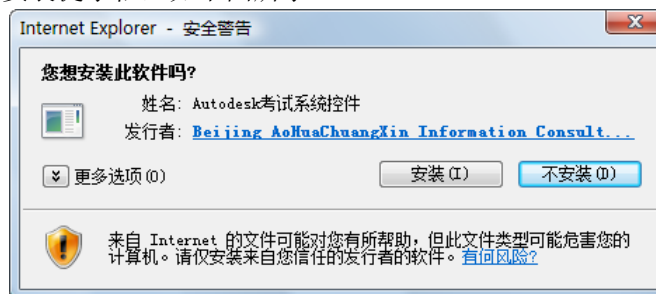 Internet Explorer - 安全警告
您想安装此软件吗?
姓名: Autodesk考试系统控件
发行者: Beijing AoHuaChuangXin Information Consult...
更多选项(O)
安装(I)
不安装(D)
来自 Internet 的文件可能对您有所帮助，但此文件类型可能危害您的
计算机。请仅安装来自您信任的发行者的软件。有何风险?